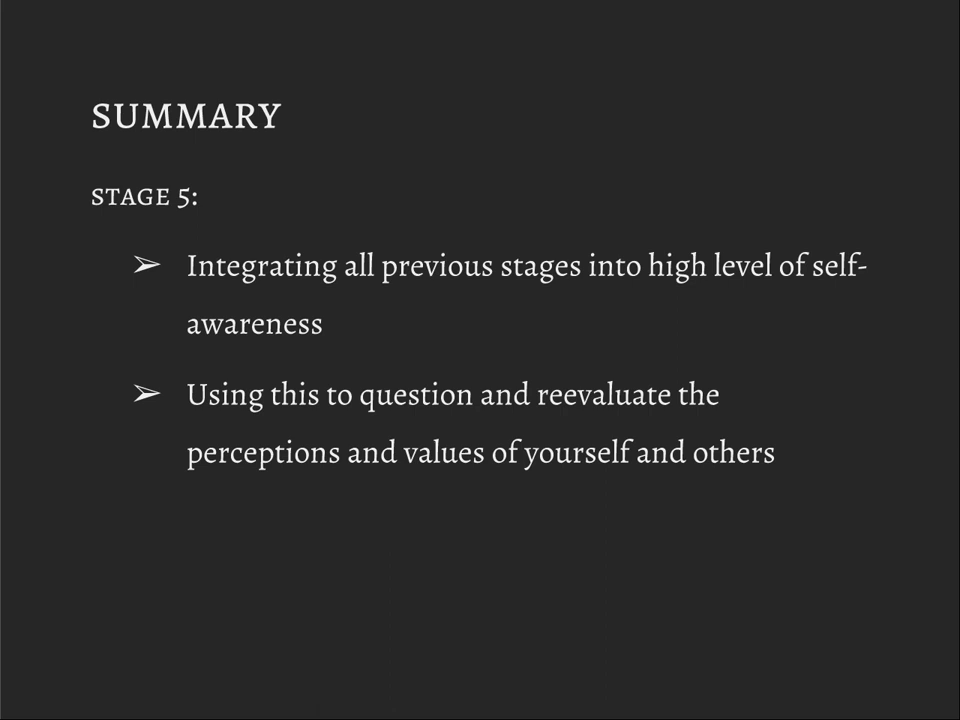 SUMMARY
STAGE 5:
➢ Integrating all previous stages into high level of self-
awareness
➢ Using this to question and reevaluate the
perceptions and values of yourself and others